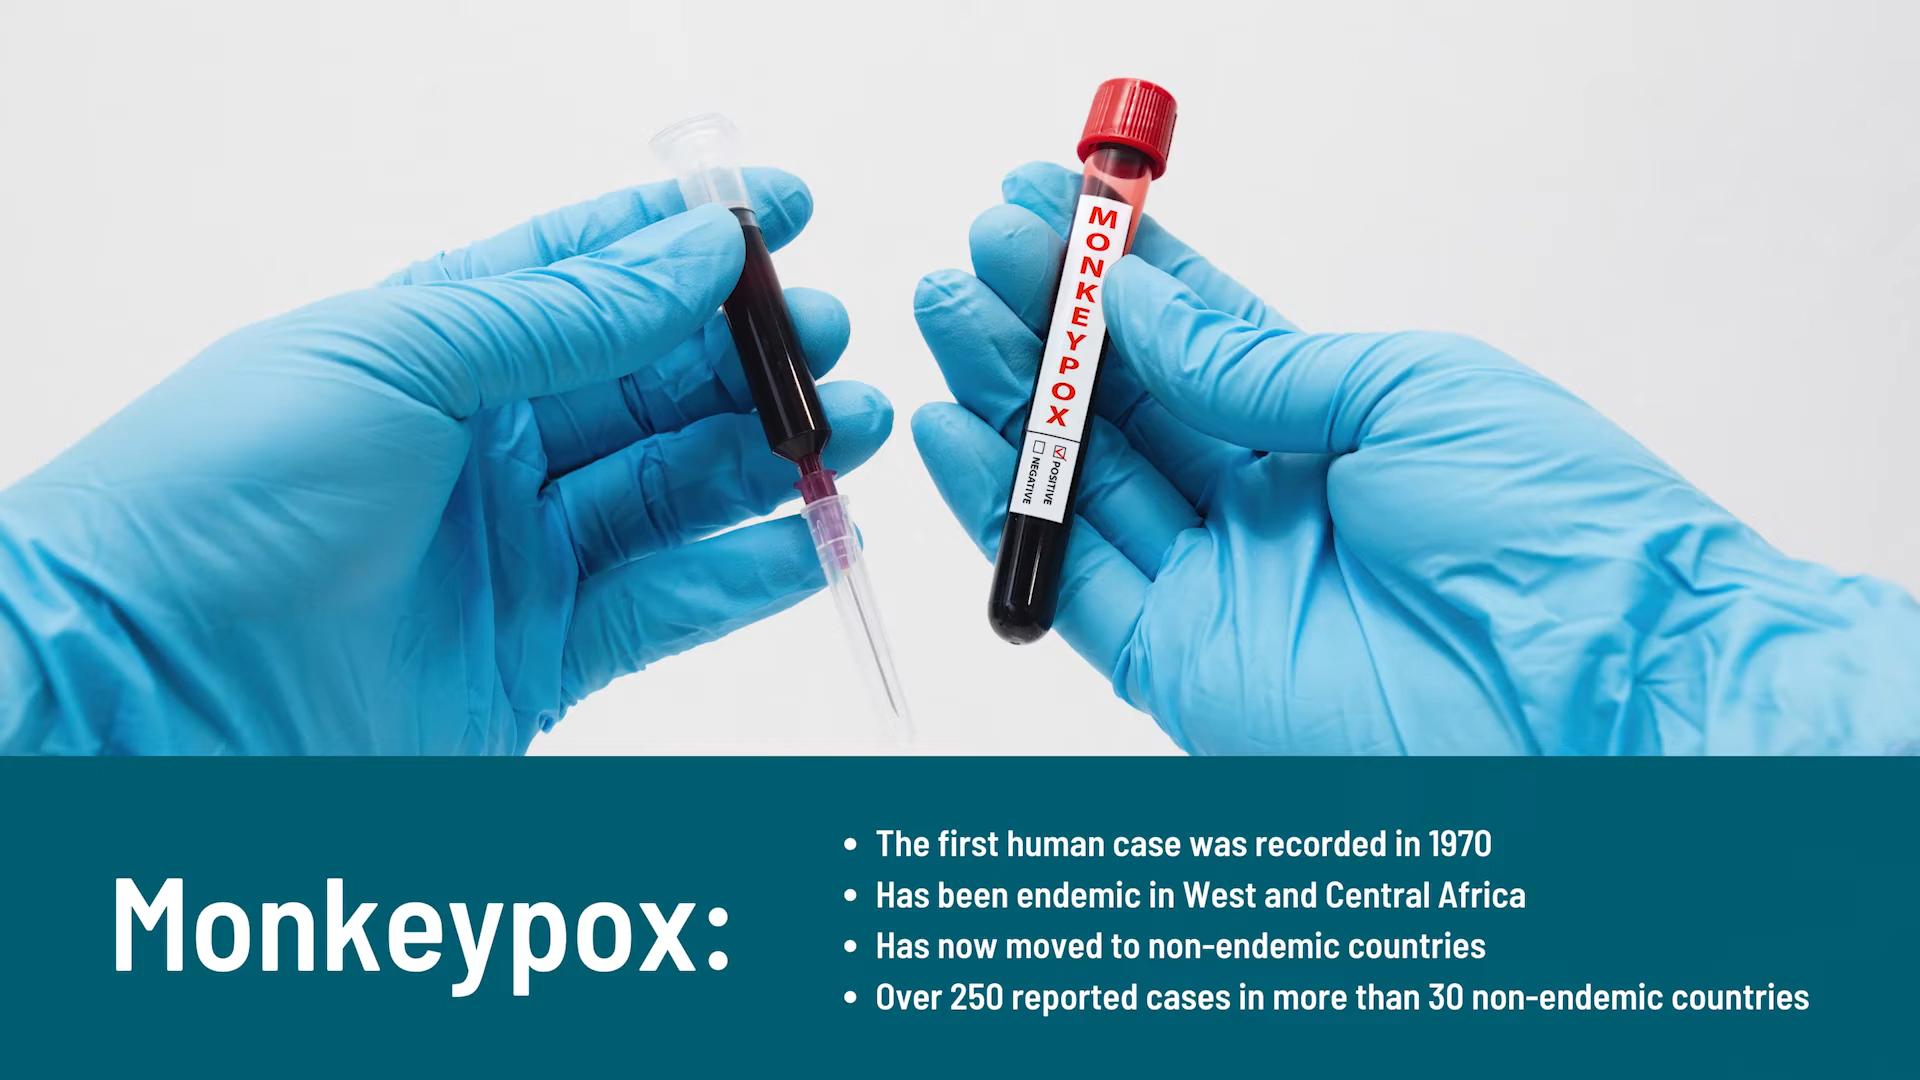 MONKEYPOX
POSITIVE
NEGATIVE
Monkeypox:
• The first human case was recorded in 1970
• Has been endemic in West and Central Africa
• Has now moved to non-endemic countries
• Over 250 reported cases in more than 30 non-endemic countries